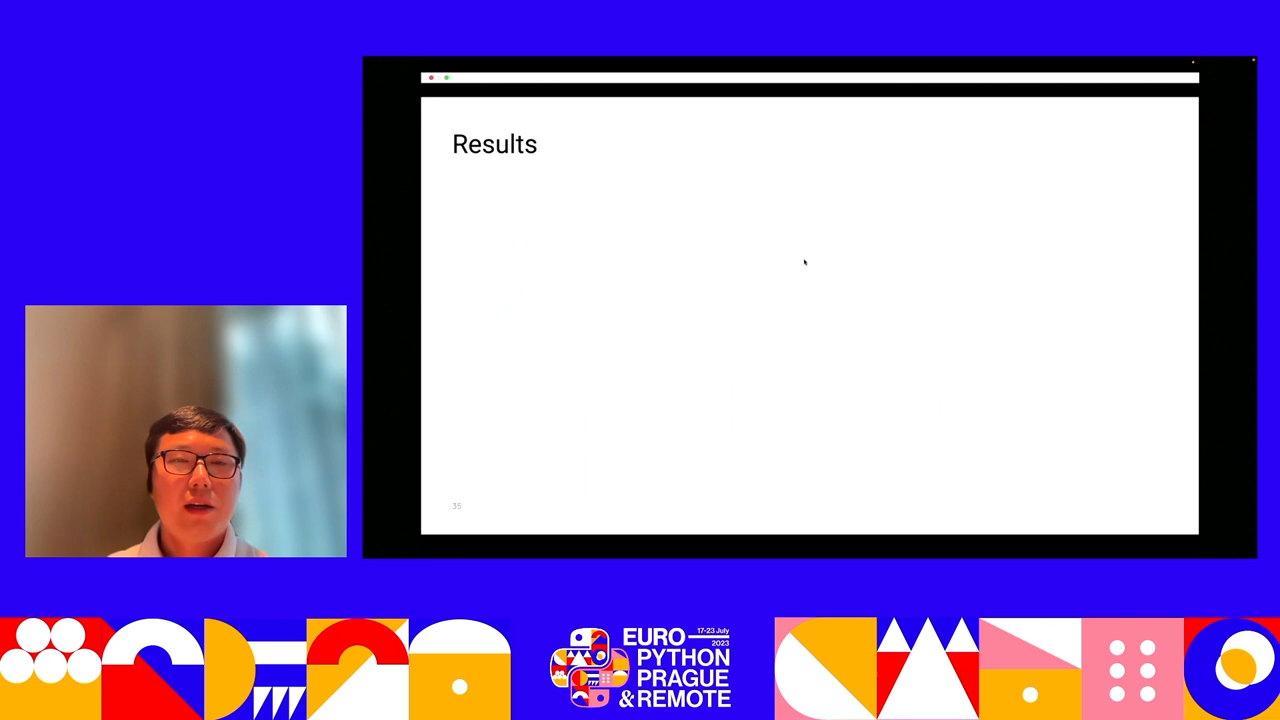 Results
35
EURO
17-23 July
2023
PYTHON
PRAGUE
& REMOTE